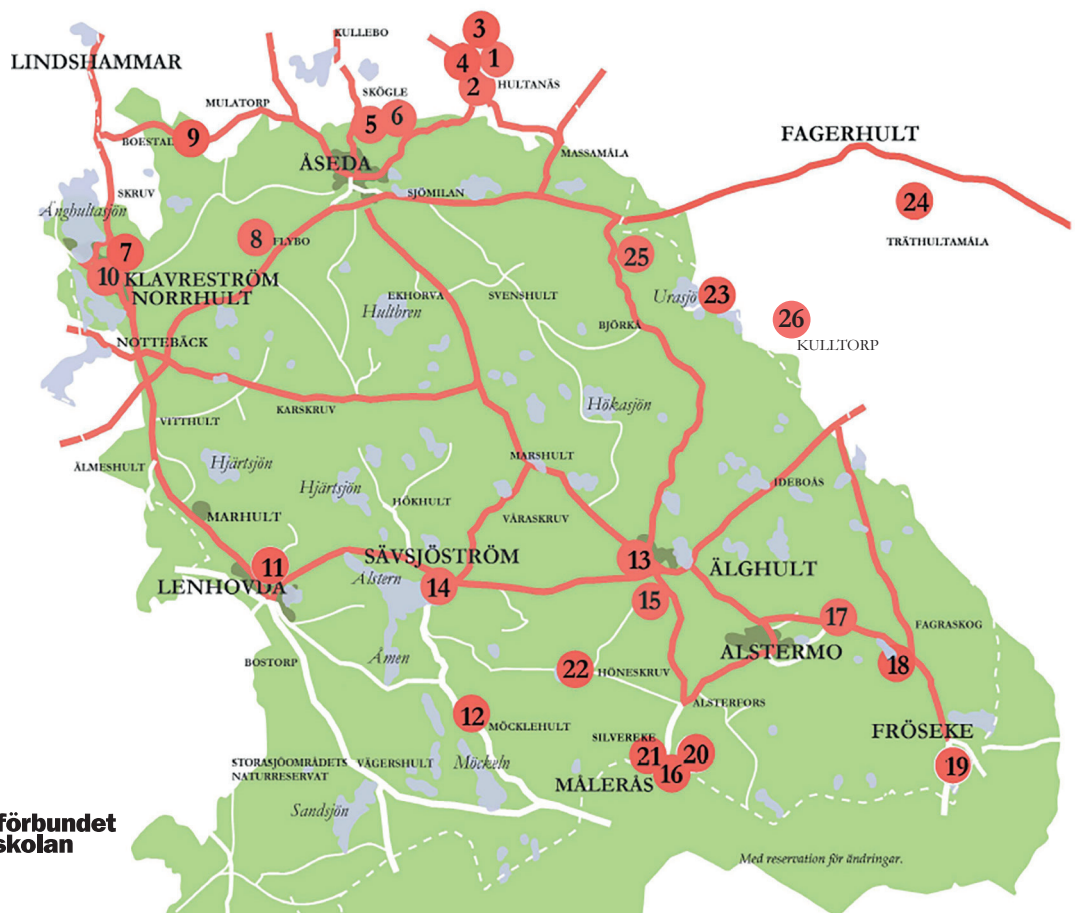 KULLEBO
3
LINDSHAMMAR
4
1
2
HULTANÄS
SKÖGLE
MULATORP
5
6
9
BOESTAD
FAGERHULT
MASSAMÅLA
ÅSEDA
SKRUV
SJÖMILAN
24
Änghultasjön
TRÄTHULTAMÅLA
7
8
FLYBO
25
10
KLAVRESTRÖM
NORRHULT
EKHORVA
SVENSHULT
Urasjö
23
Hultbren
BJÖRKÅ
26
KULLTORP
NOTTEBÄCK
KARSKRUV
Hökasjön
VITTHULT
MARSHULT
ÄLMESHULT
Hjärtsjön
Hjärtsjön
IDEBOÅS
HÖKHULT
MARHULT
VÄRASKRUV
SÄVSJÖSTRÖM
13
11
ÄLGHULT
LENHOVDA
Alstern
14
15
17
FAGRASKOG
ALSTERMO
BOSTORP
Åmen
18
22
HÖNESKRUV
ALSTERFORS
12
MÖCKLEHULT
FRÖSEKE
SILVEREKE
21
20
16
STORASJÖOMRÅDETS
NATURRESERVAT
VÄGERSHULT
Möckeln
19
MÅLERÅS
Sandsjön
förbundet
skolan
Med reservation för ändringar.